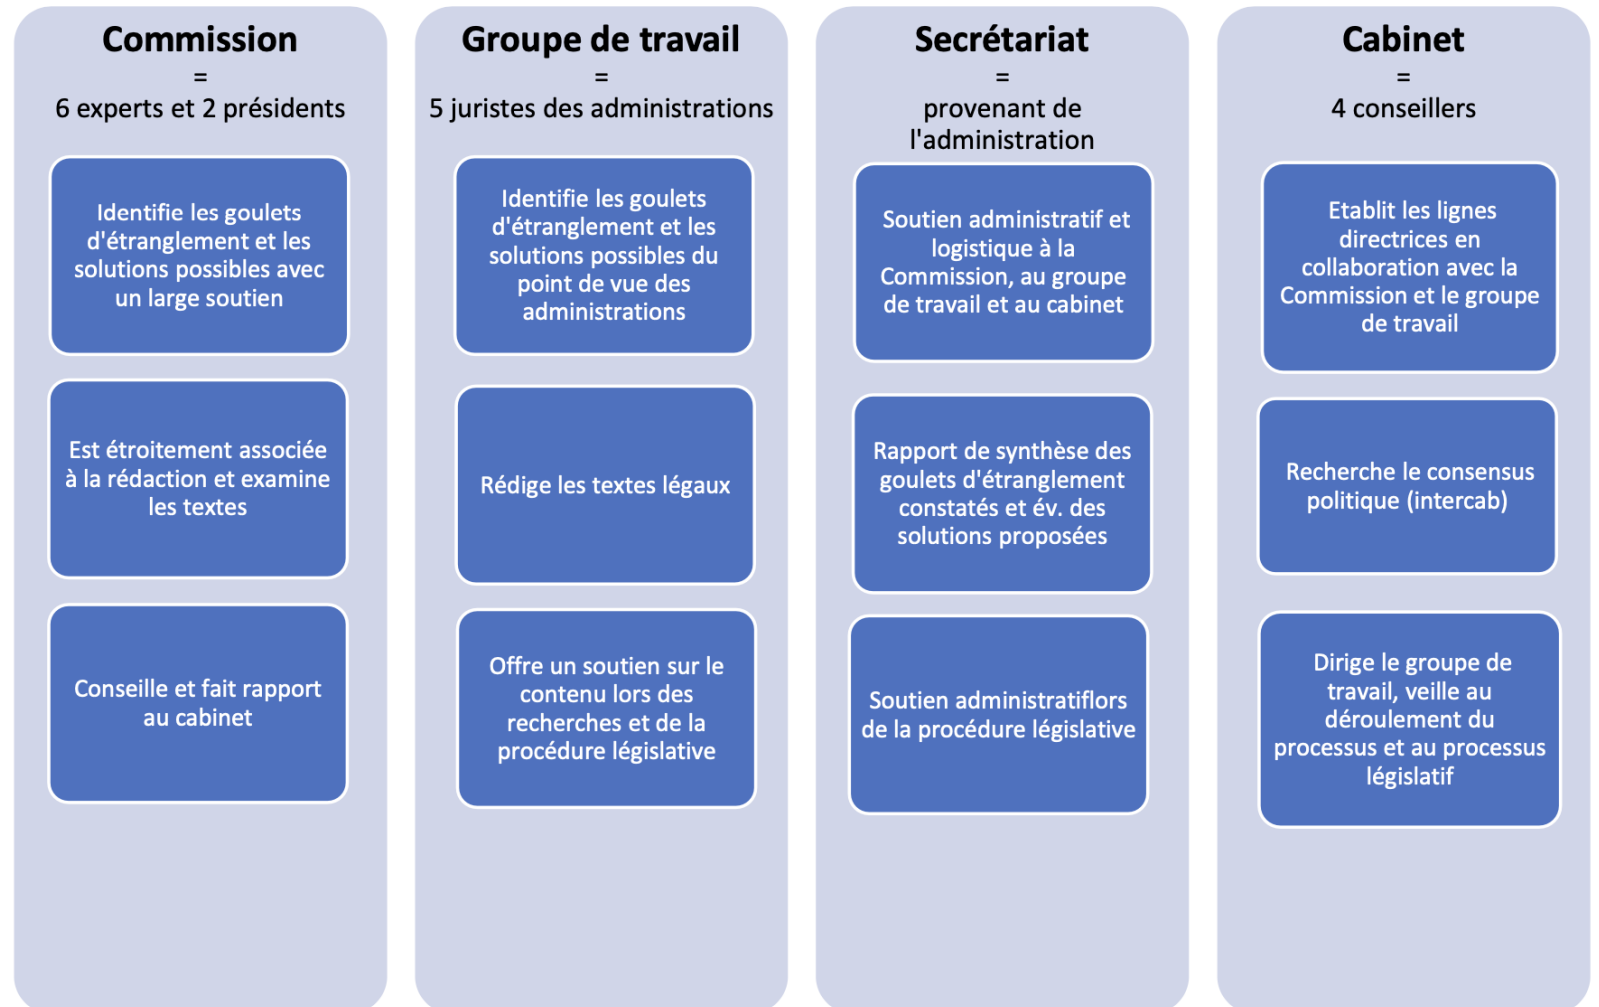 Commission
=
6 experts et 2 présidents
Identifie les goulets
d'étranglement et les
solutions possibles avec
un large soutien
Est étroitement associée
à la rédaction et examine
les textes
Conseille et fait rapport
au cabinet
Groupe de travail
=
5 juristes des administrations
Identifie les goulets
d'étranglement et les
solutions possibles du
point de vue des
administrations
Rédige les textes légaux
Offre un soutien sur le
contenu lors des
recherches et de la
procédure législative
Secrétariat
=
provenant de
l'administration
Soutien administratif et
logistique à la
Commission, au groupe
de travail et au cabinet
Rapport de synthèse des
goulets d'étranglement
constatés et év. des
solutions proposées
Soutien administratiflors
de la procédure législative
Cabinet
=
4 conseillers
Etablit les lignes
directrices en
collaboration avec la
Commission et le groupe
de travail
Recherche le consensus
politique (intercab)
Dirige le groupe de
travail, veille au
déroulement du
processus et au processus
législatif